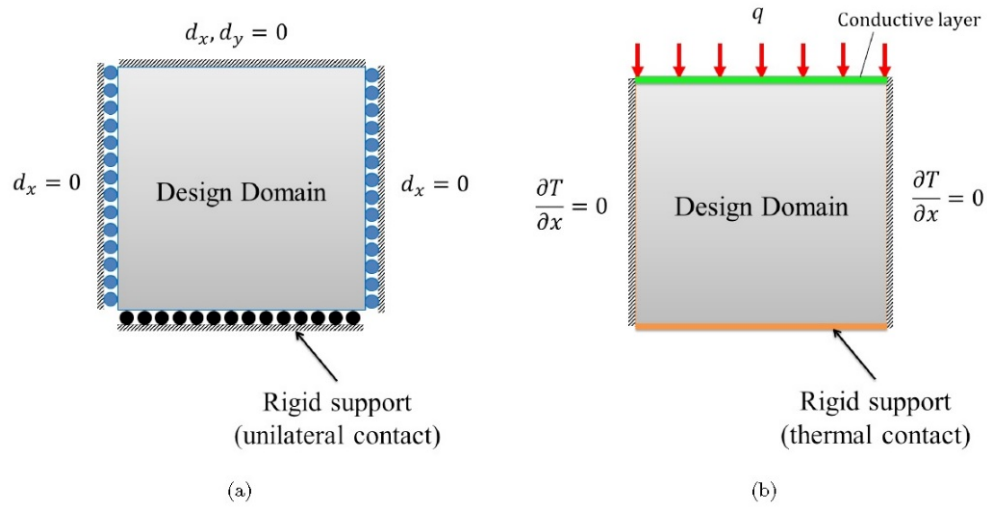 d_x, d_y = 0
d_x = 0
Design Domain
d_x = 0
Rigid support
(unilateral contact)
(a)
q
Conductive layer
∂T/∂x = 0
Design Domain
∂T/∂x = 0
Rigid support
(thermal contact)
(b)